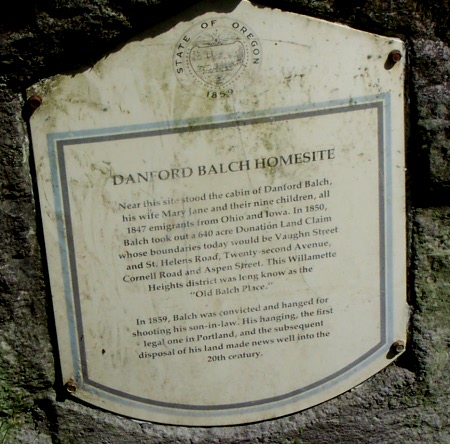 STATE OF OREGON
1859
DANFORD BALCH HOMESITE
Near this site stood the cabin of Danford Balch,
his wife Mary Jane and their nine children, all
1847 emigrants from Ohio and Iowa. In 1850,
Balch took out a 640 acre Donation Land Claim
whose boundaries today would be Vaughn Street
and St. Helens Road, Twenty-second Avenue,
Cornell Road and Aspen Street. This Willamette
Heights district was long know as the
"Old Balch Place."
In 1859, Balch was convicted and hanged for
shooting his son-in-law. His hanging, the first
legal one in Portland, and the subsequent
disposal of his land made news well into the
20th century.